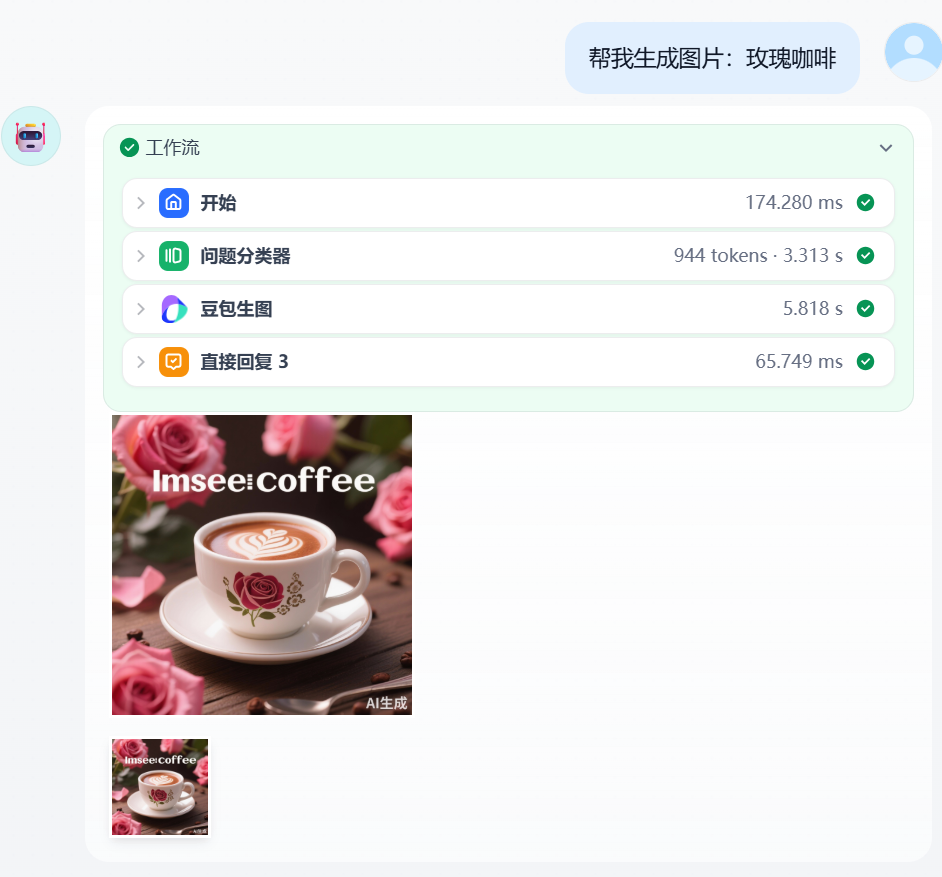 帮我生成图片：玫瑰咖啡
工作流
开始 174.280 ms
问题分类器 944 tokens · 3.313 s
豆包生图 5.818 s
直接回复 3 65.749 ms
Imsee:coffee
AI生成
Imsee:coffee